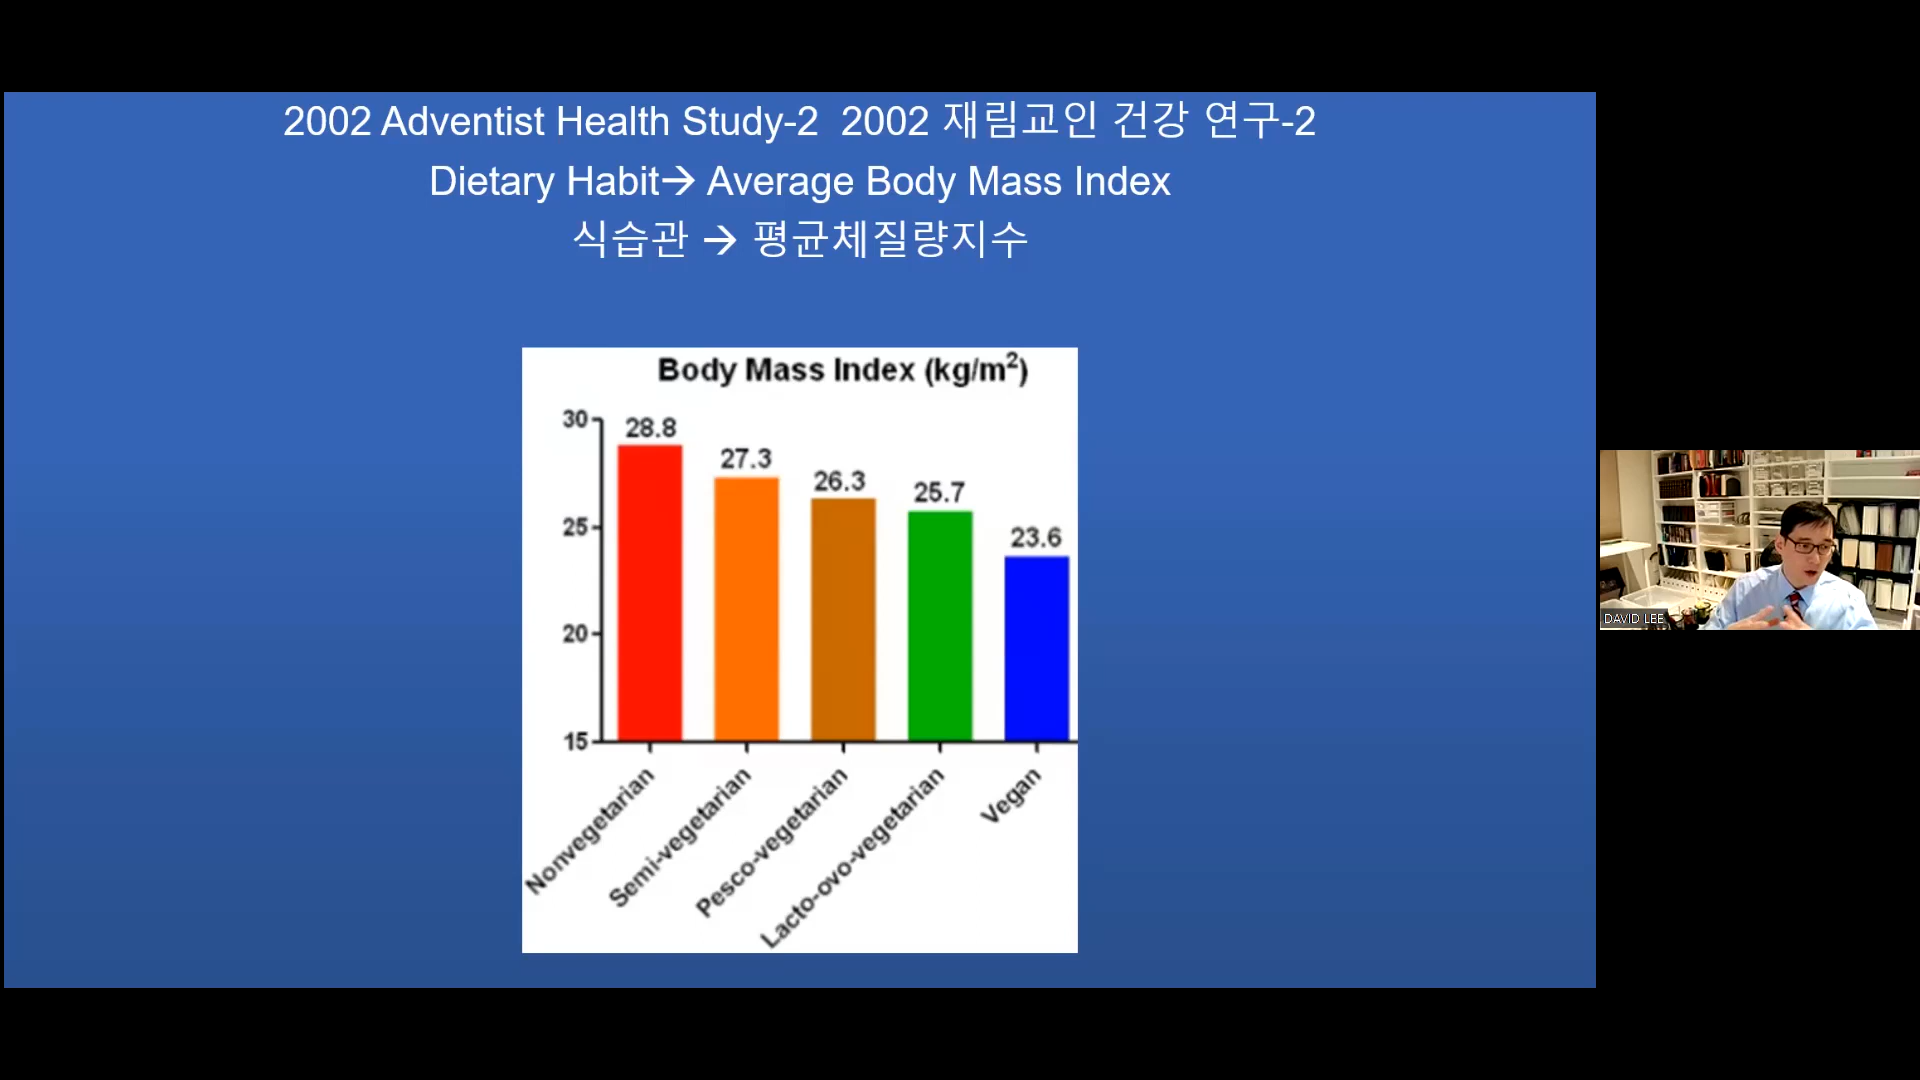 2002 Adventist Health Study-2  2002 재림교인 건강 연구-2
Dietary Habit→ Average Body Mass Index
식습관 → 평균체질량지수
Body Mass Index (kg/m²)
30
28.8
27.3
26.3
25.7
25
23.6
20
15
Nonvegetarian
Semi-vegetarian
Pesco-vegetarian
Lacto-ovo-vegetarian
Vegan
DAVID LEE